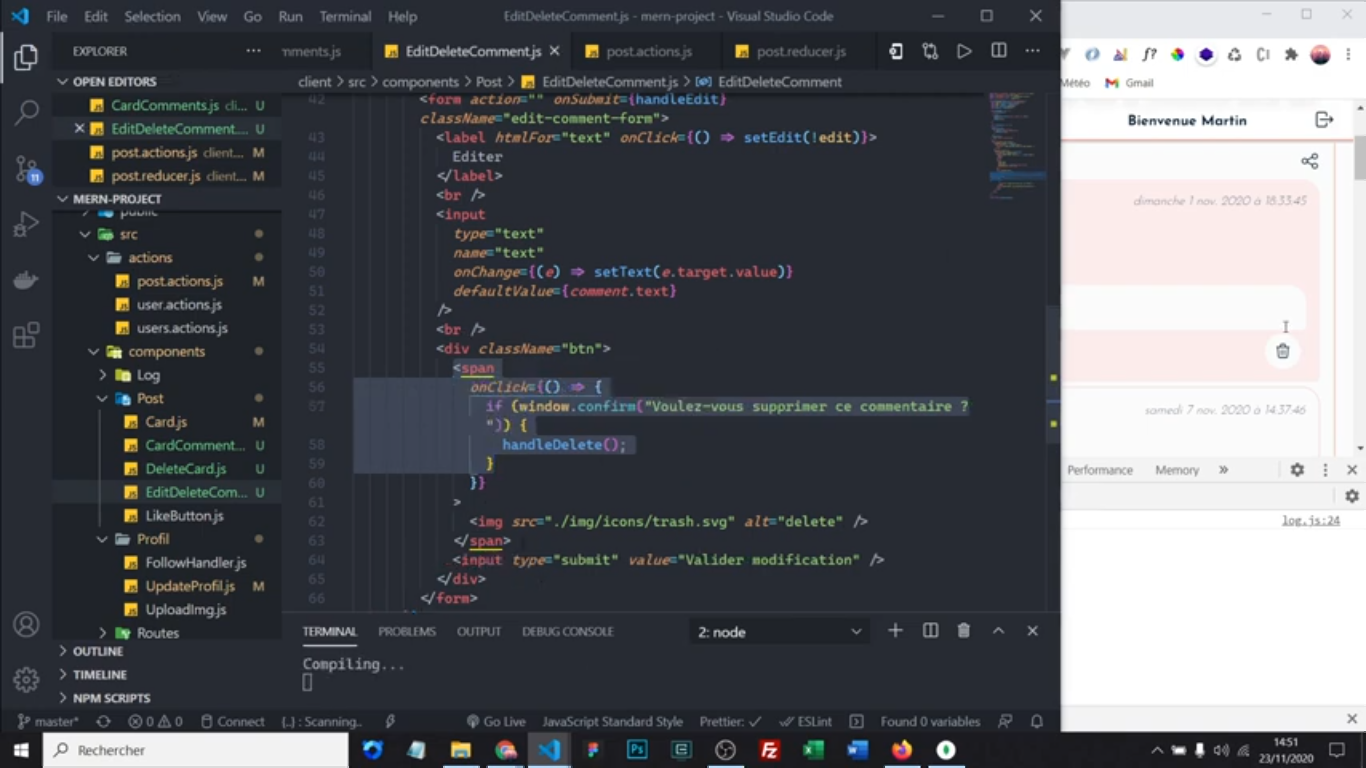 File Edit Selection View Go Run Terminal Help
EditDeleteComment.js - mern-project - Visual Studio Code
EXPLORER
mments.js
EditDeleteComment.js
post.actions.js
post.reducer.js
OPEN EDITORS
CardComments.js cli... U
EditDeleteComment.... U
post.actions.js client... M
post.reducer.js client... M
MERN-PROJECT
public
src
actions
post.actions.js M
user.actions.js
users.actions.js
components
Log
Post
Card.js
CardComment... U
DeleteCard.js U
EditDeleteCom... U
LikeButton.js
Profil
FollowHandler.js
UpdateProfil.js M
UploadImg.js
Routes
OUTLINE
TIMELINE
NPM SCRIPTS
11
client > src > components > Post > EditDeleteComment.js > EditDeleteComment
42 <form action="" onSubmit={handleEdit}
className="edit-comment-form">
43 <label htmlFor="text" onClick={() => setEdit(!edit)}>
44 Editer
45 </label>
46 <br />
47 <input
48 type="text"
49 name="text"
50 onChange={(e) => setText(e.target.value)}
51 defaultValue={comment.text}
52 />
53 <br />
54 <div className="btn">
55 <span
56 onClick={() => {
57 if (window.confirm("Voulez-vous supprimer ce commentaire ?
")) {
58 handleDelete();
59 }
60 }}
61 >
62 <img src="./img/icons/trash.svg" alt="delete" />
63 </span>
64 <input type="submit" value="Valider modification" />
65 </div>
66 </form>
TERMINAL PROBLEMS OUTPUT DEBUG CONSOLE
2: node
Compiling...
master* 0 0 Connect {..} : Scanning.. Go Live JavaScript Standard Style Prettier: ✓ ESLint Found 0 variables
f?
Météo
Gmail
Bienvenue Martin
dimanche 1 nov. 2020 à 18:33:45
samedi 7 nov. 2020 à 14:37:46
Performance Memory »
log.js:24
Rechercher
Ps
Fz
14:51
23/11/2020